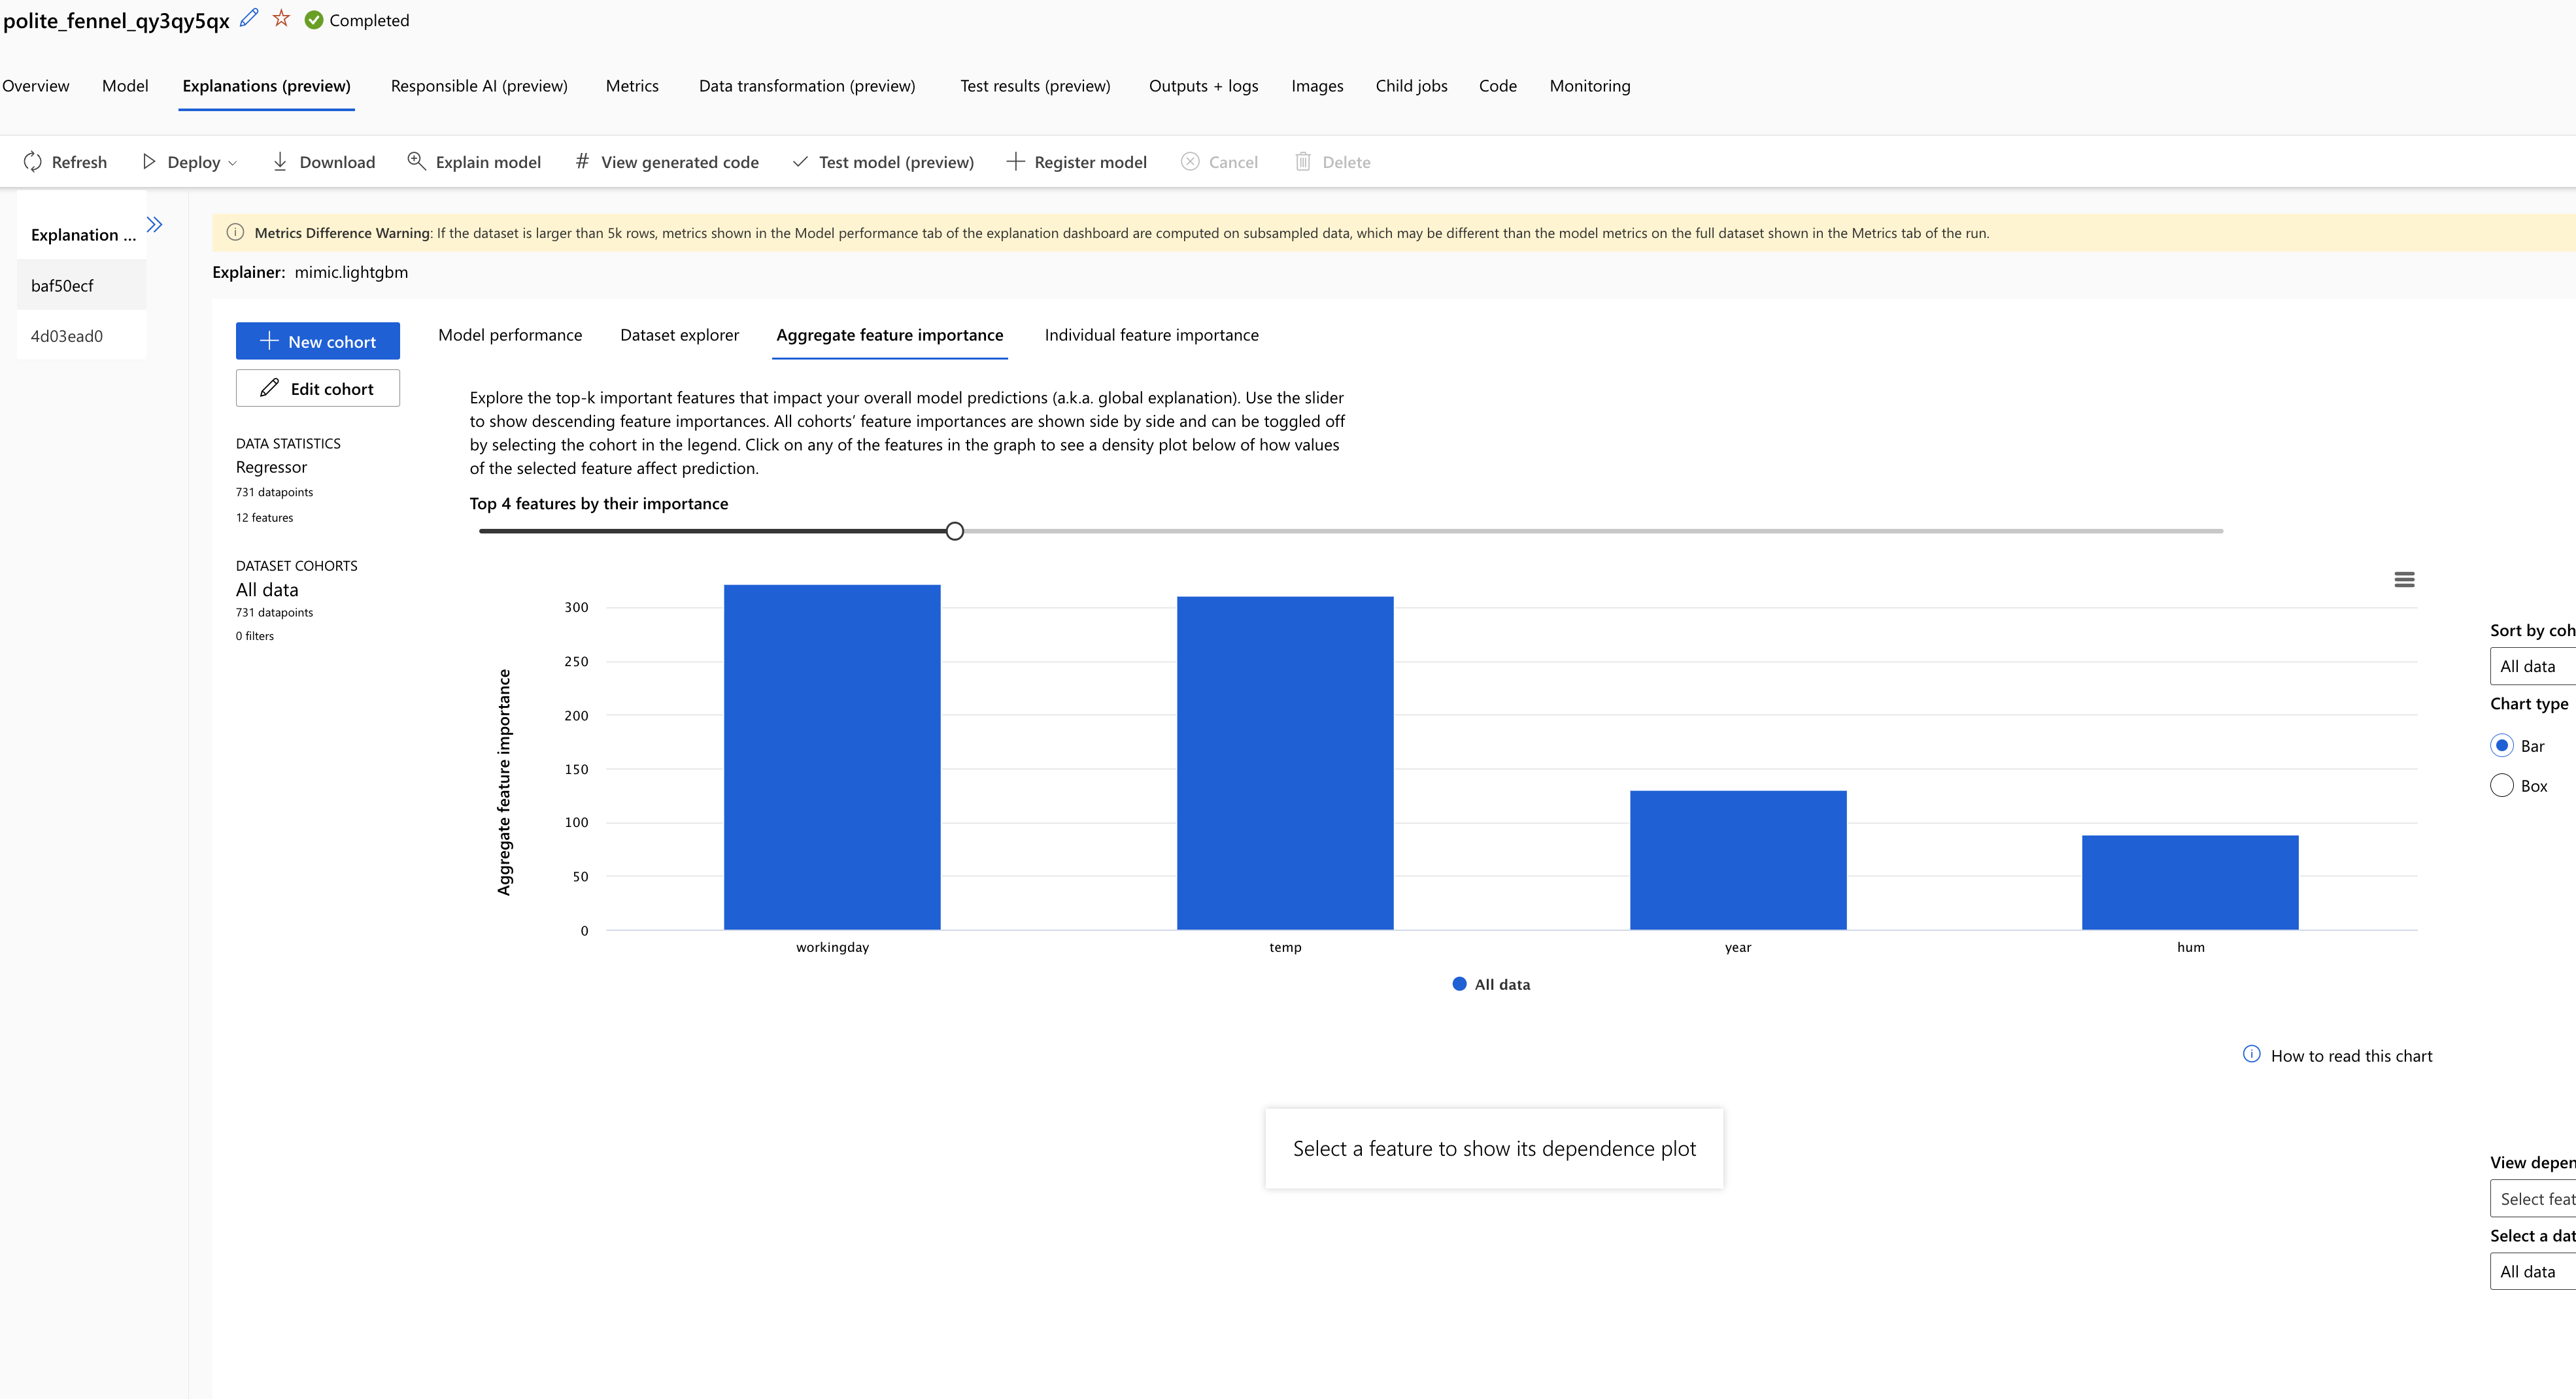 polite_fennel_qy3qy5qx Completed
Overview Model Explanations (preview) Responsible AI (preview) Metrics Data transformation (preview) Test results (preview) Outputs + logs Images Child jobs Code Monitoring
Refresh Deploy Download Explain model # View generated code Test model (preview) Register model Cancel Delete
Explanation ...
baf50ecf
4d03ead0
Metrics Difference Warning: If the dataset is larger than 5k rows, metrics shown in the Model performance tab of the explanation dashboard are computed on subsampled data, which may be different than the model metrics on the full dataset shown in the Metrics tab of the run.
Explainer: mimic.lightgbm
New cohort
Edit cohort
DATA STATISTICS
Regressor
731 datapoints
12 features
DATASET COHORTS
All data
731 datapoints
0 filters
Model performance Dataset explorer Aggregate feature importance Individual feature importance
Explore the top-k important features that impact your overall model predictions (a.k.a. global explanation). Use the slider
to show descending feature importances. All cohorts’ feature importances are shown side by side and can be toggled off
by selecting the cohort in the legend. Click on any of the features in the graph to see a density plot below of how values
of the selected feature affect prediction.
Top 4 features by their importance
Aggregate feature importance
300
250
200
150
100
50
0
workingday temp year hum
All data
How to read this chart
Sort by coh
All data
Chart type
Bar
Box
Select a feature to show its dependence plot
View depen
Select feat
Select a dat
All data